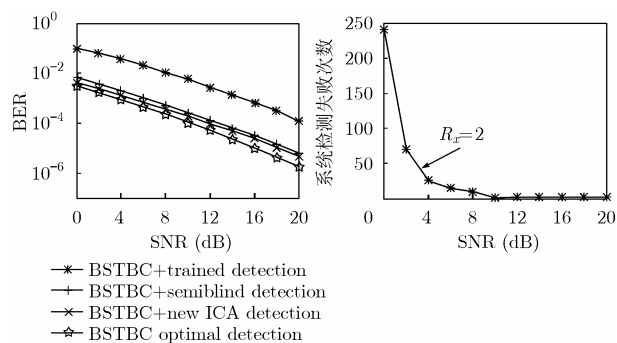 10^0
10^-2
10^-4
10^-6
BER
0 4 8 12 16 20
SNR (dB)
250
200
150
100
50
系统检测失败次数
R_x=2
0 4 8 12 16 20
SNR (dB)
BSTBC+trained detection
BSTBC+semiblind detection
BSTBC+new ICA detection
BSTBC optimal detection